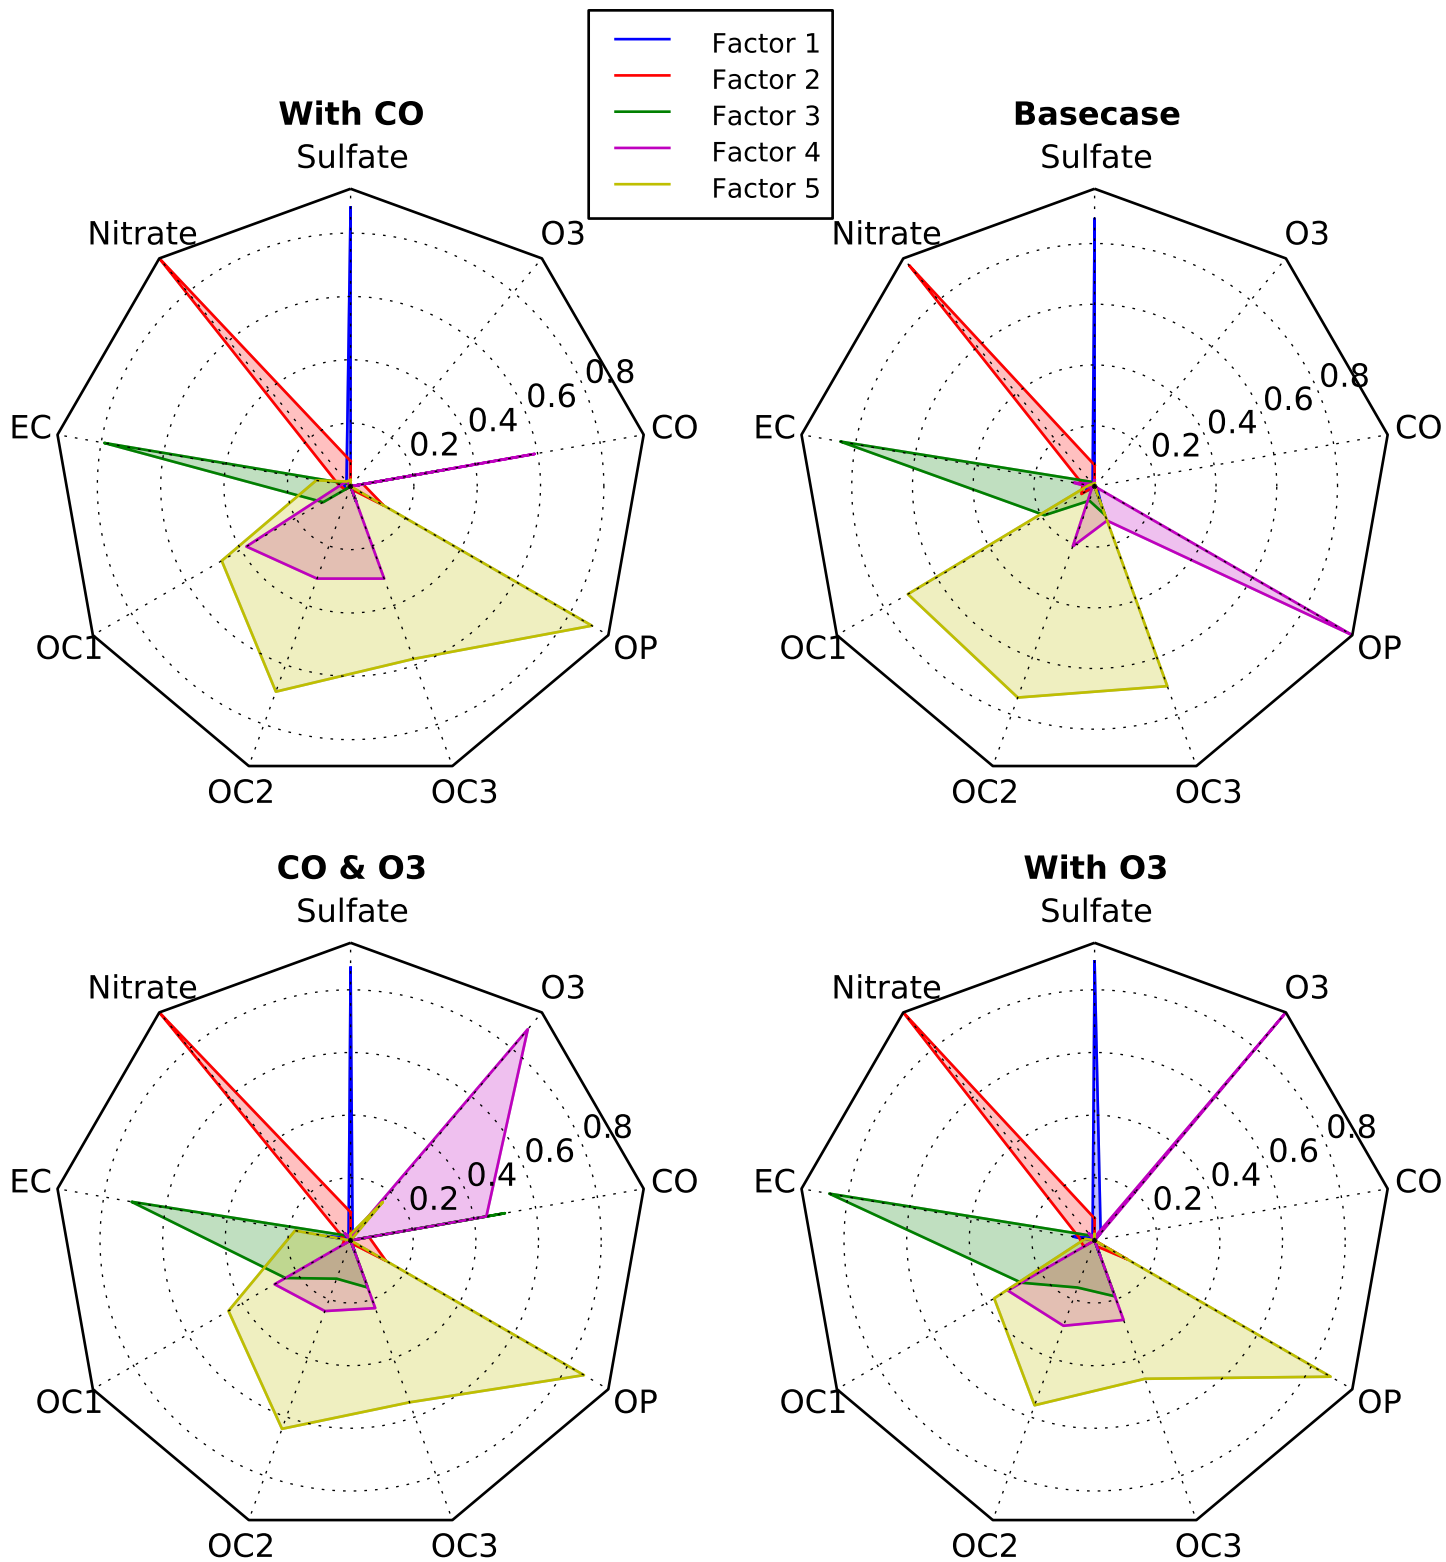 Factor 1
Factor 2
Factor 3
Factor 4
Factor 5
With CO
Sulfate
Nitrate
O3
EC
CO
0.2
0.4
0.6
0.8
OC1
OP
OC2
OC3
Basecase
Sulfate
Nitrate
O3
EC
CO
0.2
0.4
0.6
0.8
OC1
OP
OC2
OC3
CO & O3
Sulfate
Nitrate
O3
EC
CO
0.2
0.4
0.6
0.8
OC1
OP
OC2
OC3
With O3
Sulfate
Nitrate
O3
EC
CO
0.2
0.4
0.6
0.8
OC1
OP
OC2
OC3